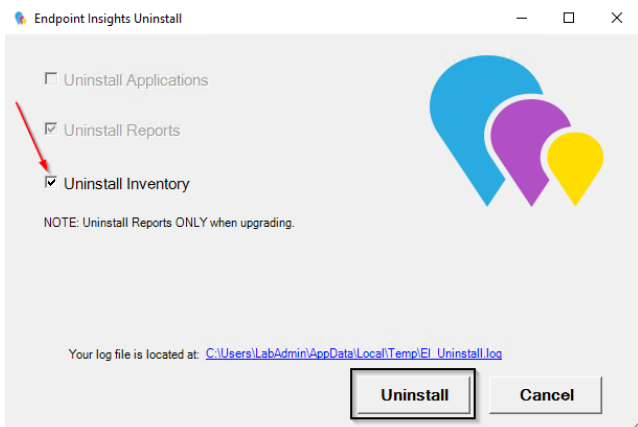 Endpoint Insights Uninstall
Uninstall Applications
Uninstall Reports
Uninstall Inventory
NOTE: Uninstall Reports ONLY when upgrading.
Your log file is located at: C:\Users\LabAdmin\AppData\Local\Temp\EI_Uninstall.log
Uninstall Cancel